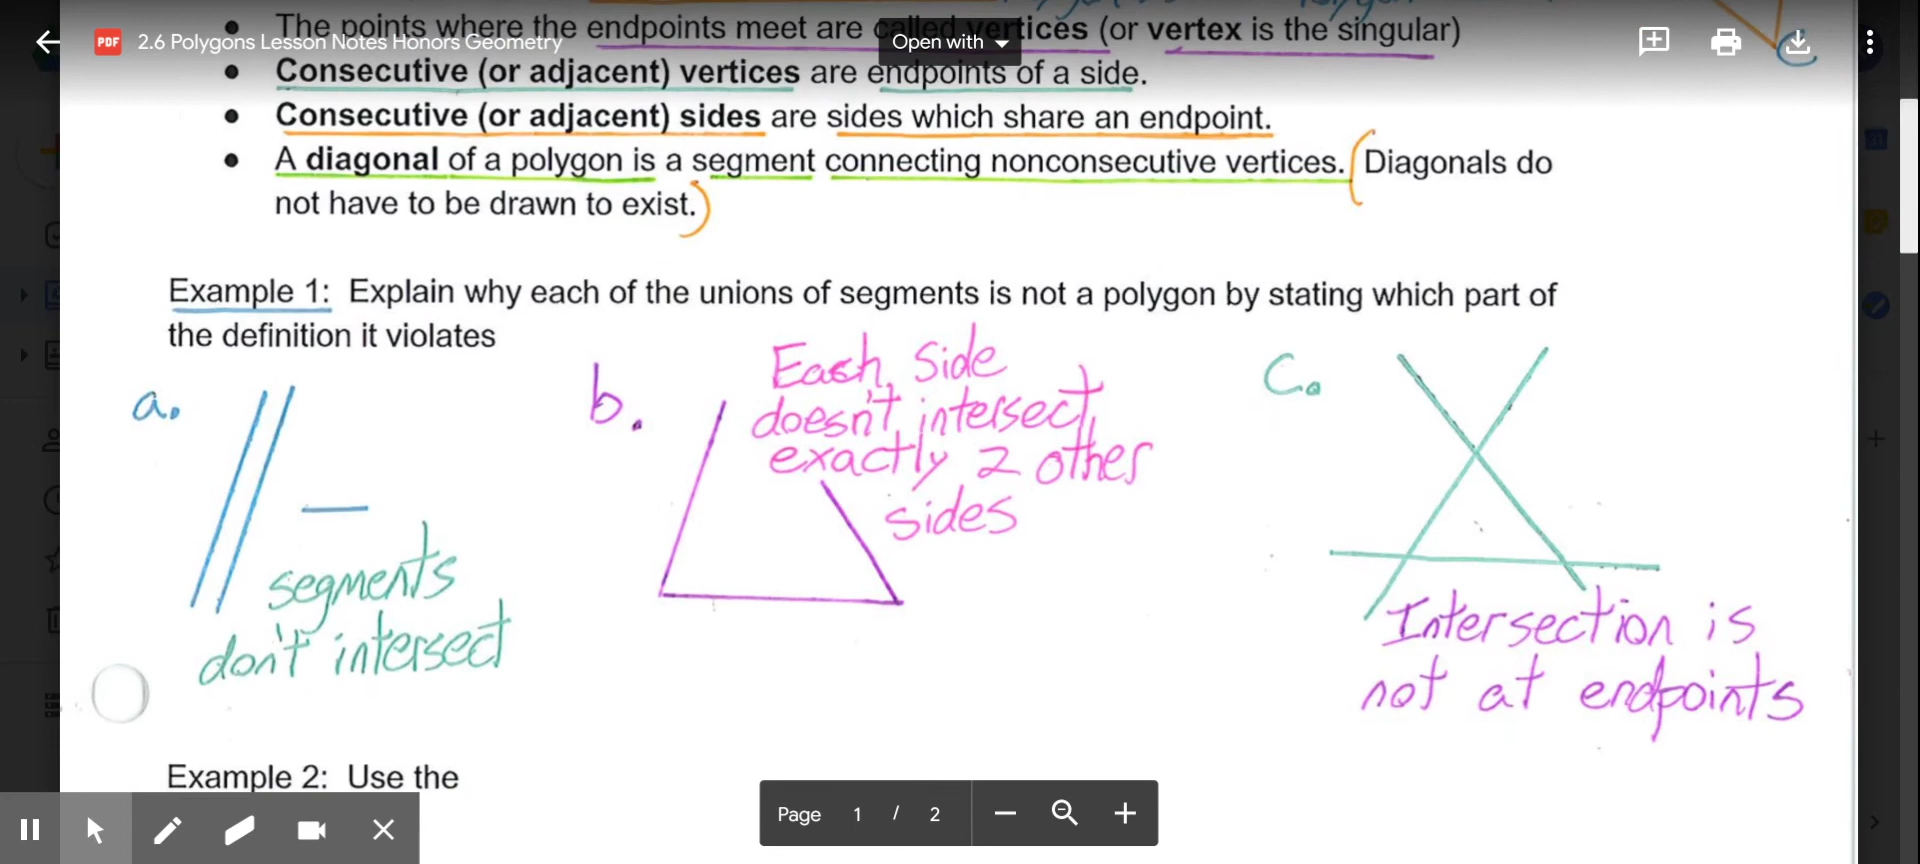 The points where the endpoints meet are called vertices (or vertex is the singular)
PDF 2.6 Polygons Lesson Notes Honors Geometry
Open with
Consecutive (or adjacent) vertices are endpoints of a side.
Consecutive (or adjacent) sides are sides which share an endpoint.
A diagonal of a polygon is a segment connecting nonconsecutive vertices. (Diagonals do
not have to be drawn to exist.)
Example 1: Explain why each of the unions of segments is not a polygon by stating which part of
the definition it violates
a.
segments
don't intersect
b.
Each side
doesn't intersect
exactly 2 other
sides
c.
Intersection is
not at endpoints
Example 2: Use the
Page 1 / 2